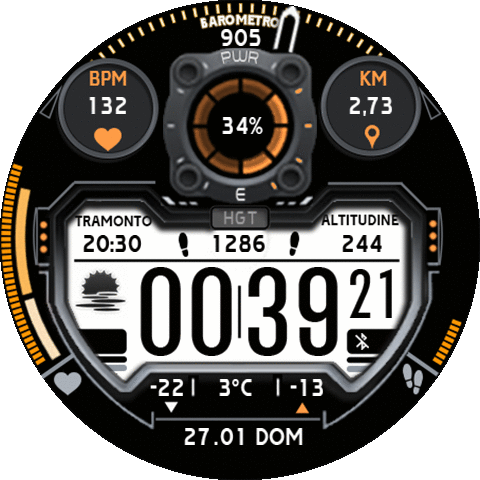 BAROMETRO
905
PWR
BPM
132
KM
2,73
34%
E
HGT
TRAMONTO
20:30
1286
ALTITUDINE
244
00 39 21
-22 3°C -13
27.01 DOM